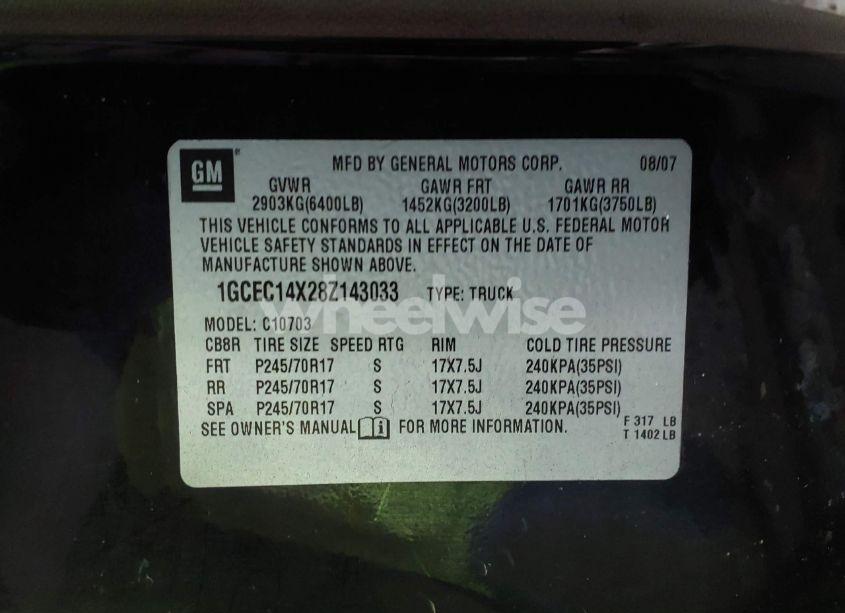 GM
MFD BY GENERAL MOTORS CORP. 08/07
GVWR GAWR FRT GAWR RR
2903KG(6400LB) 1452KG(3200LB) 1701KG(3750LB)
THIS VEHICLE CONFORMS TO ALL APPLICABLE U.S. FEDERAL MOTOR
VEHICLE SAFETY STANDARDS IN EFFECT ON THE DATE OF
MANUFACTURE SHOWN ABOVE.
1GCEC14X28Z143033 TYPE: TRUCK
wheelwise
MODEL: C10703
CB8R TIRE SIZE SPEED RTG RIM COLD TIRE PRESSURE
FRT P245/70R17 S 17X7.5J 240KPA(35PSI)
RR P245/70R17 S 17X7.5J 240KPA(35PSI)
SPA P245/70R17 S 17X7.5J 240KPA(35PSI)
SEE OWNER'S MANUAL FOR MORE INFORMATION.
F 317 LB
T 1402 LB